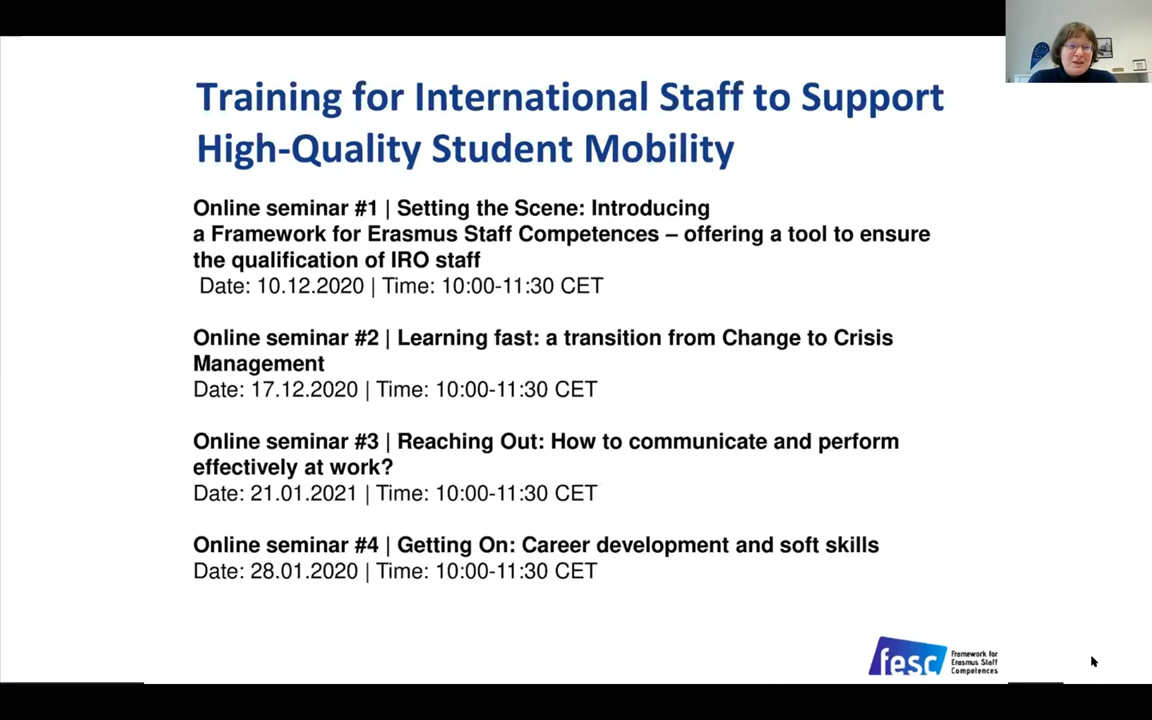 Training for International Staff to Support
High-Quality Student Mobility
Online seminar #1 | Setting the Scene: Introducing
a Framework for Erasmus Staff Competences – offering a tool to ensure
the qualification of IRO staff
Date: 10.12.2020 | Time: 10:00-11:30 CET
Online seminar #2 | Learning fast: a transition from Change to Crisis
Management
Date: 17.12.2020 | Time: 10:00-11:30 CET
Online seminar #3 | Reaching Out: How to communicate and perform
effectively at work?
Date: 21.01.2021 | Time: 10:00-11:30 CET
Online seminar #4 | Getting On: Career development and soft skills
Date: 28.01.2020 | Time: 10:00-11:30 CET
fesc
Framework for
Erasmus Staff
Competences